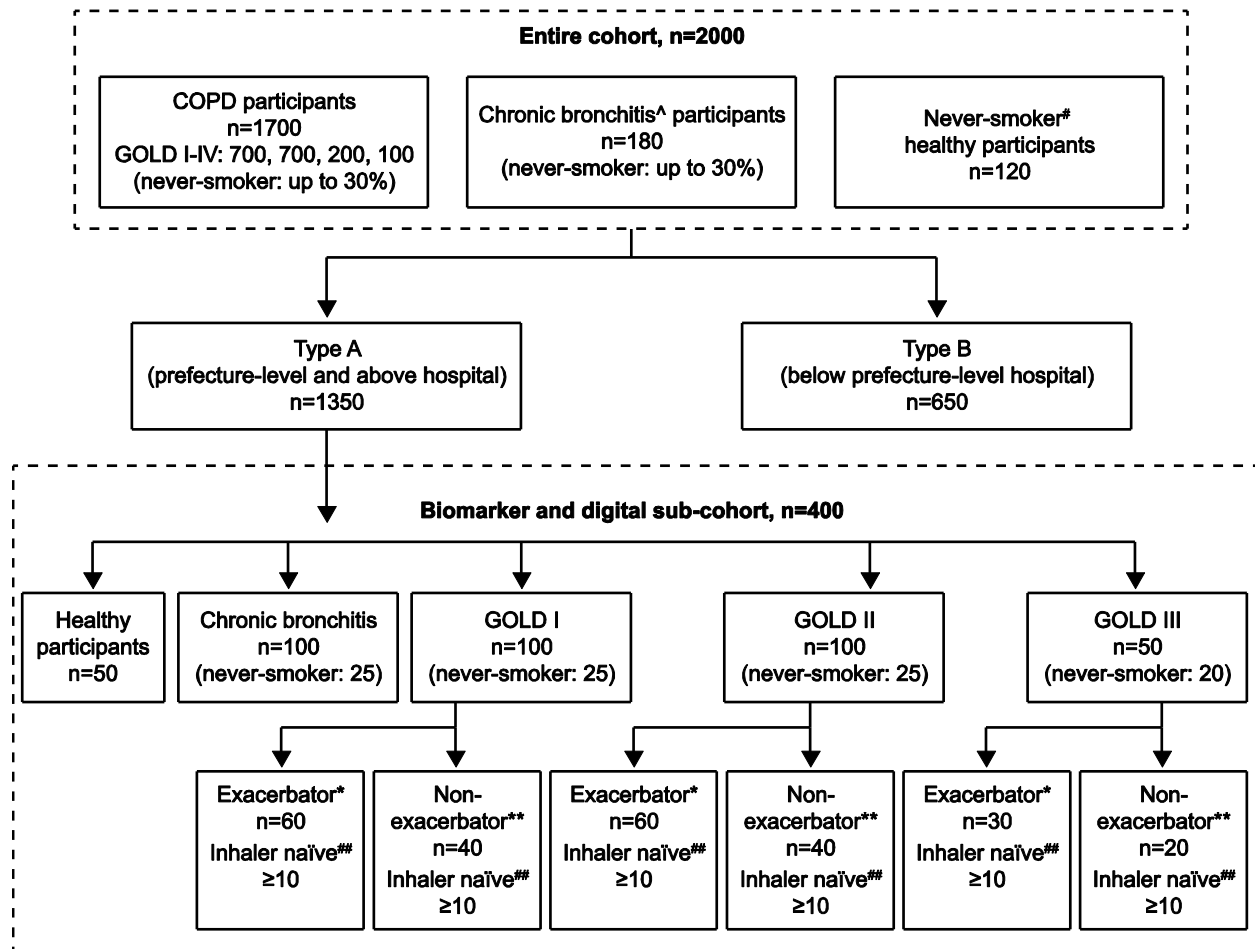 Entire cohort, n=2000
COPD participants
n=1700
GOLD I-IV: 700, 700, 200, 100
(never-smoker: up to 30%)
Chronic bronchitis^ participants
n=180
(never-smoker: up to 30%)
Never-smoker#
healthy participants
n=120
Type A
(prefecture-level and above hospital)
n=1350
Type B
(below prefecture-level hospital)
n=650
Biomarker and digital sub-cohort, n=400
Healthy
participants
n=50
Chronic bronchitis
n=100
(never-smoker: 25)
GOLD I
n=100
(never-smoker: 25)
GOLD II
n=100
(never-smoker: 25)
GOLD III
n=50
(never-smoker: 20)
Exacerbator*
n=60
Inhaler naïve##
≥10
Non-
exacerbator**
n=40
Inhaler naïve##
≥10
Exacerbator*
n=60
Inhaler naïve##
≥10
Non-
exacerbator**
n=40
Inhaler naïve##
≥10
Exacerbator*
n=30
Inhaler naïve##
≥10
Non-
exacerbator**
n=20
Inhaler naïve##
≥10